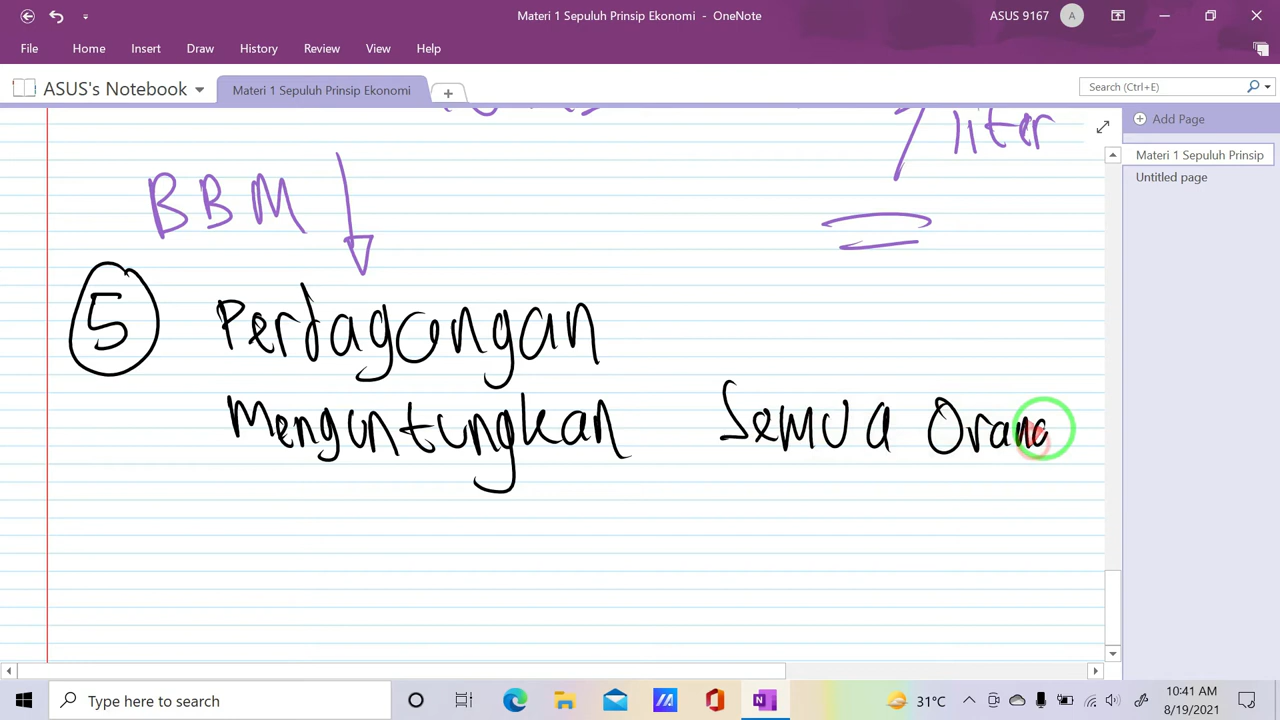 Materi 1 Sepuluh Prinsip Ekonomi - OneNote
ASUS 9167
A
File Home Insert Draw History Review View Help
ASUS's Notebook
Materi 1 Sepuluh Prinsip Ekonomi
Search (Ctrl+E)
Add Page
Materi 1 Sepuluh Prinsip
Untitled page
/liter
BBM
5 Perdagangan
Menguntungkan Semua Orang
Type here to search
31°C
10:41 AM
8/19/2021